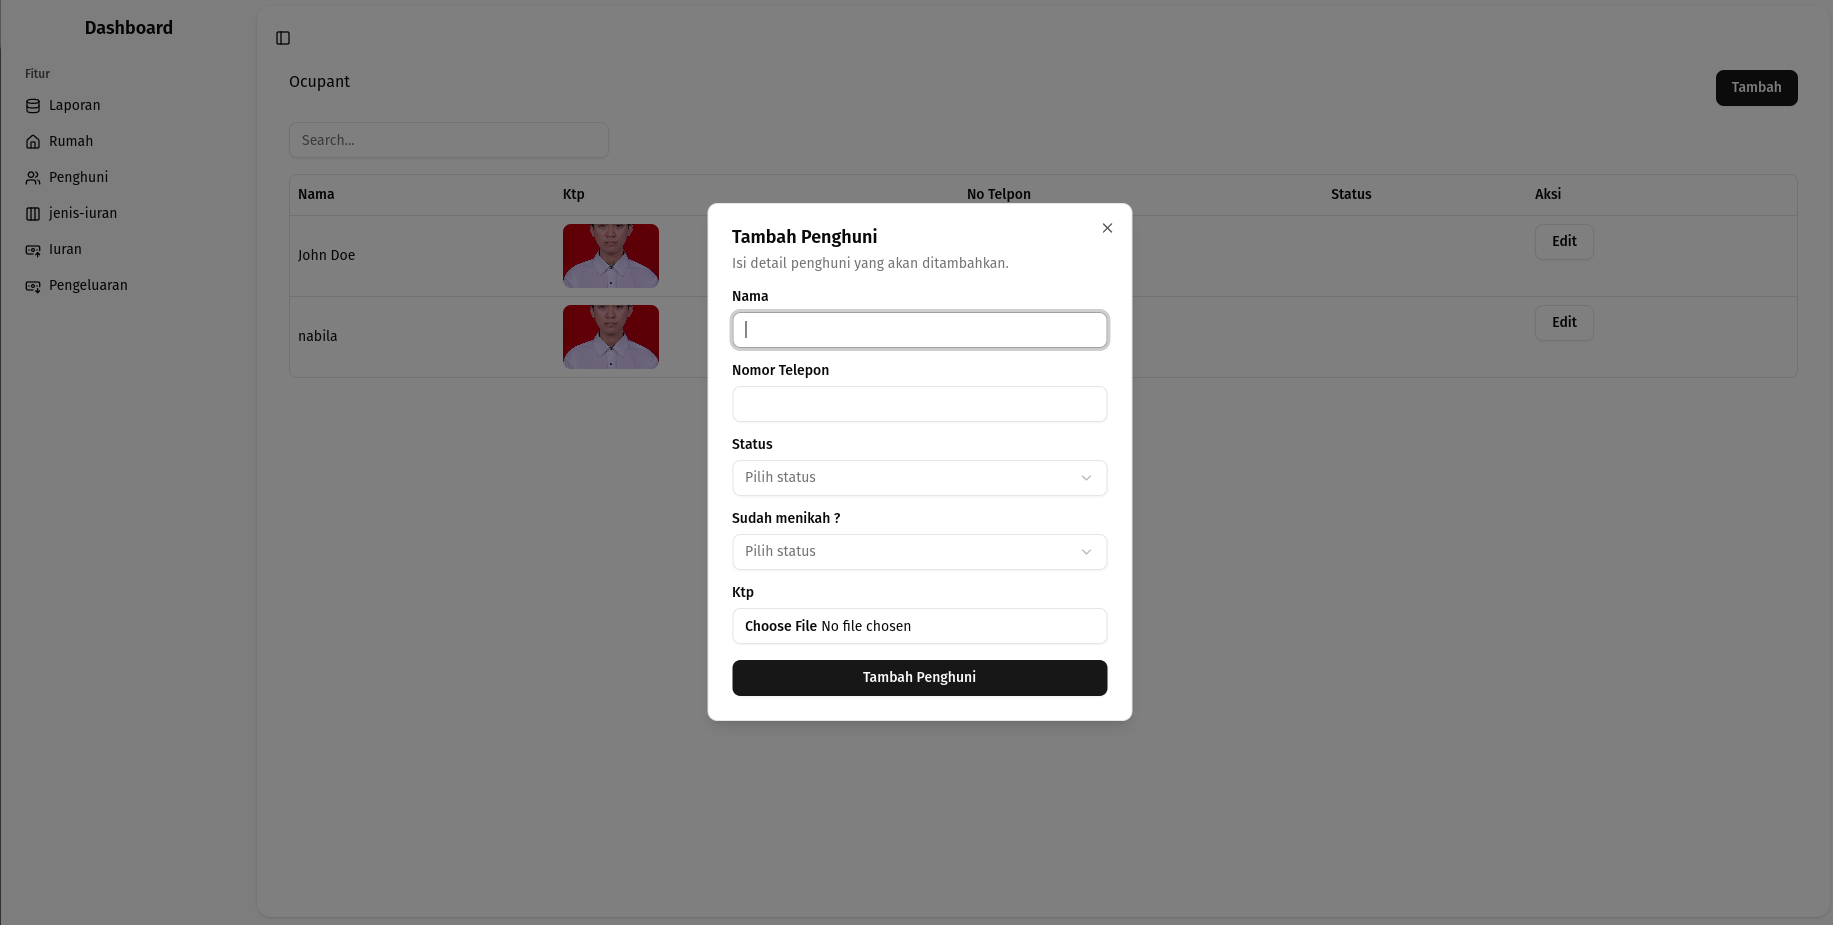 Dashboard
Fitur
Laporan
Rumah
Penghuni
jenis-iuran
Iuran
Pengeluaran
Ocupant
Tambah
Search...
Nama Ktp No Telpon Status Aksi
John Doe Edit
nabila Edit
Tambah Penghuni
Isi detail penghuni yang akan ditambahkan.
Nama
Nomor Telepon
Status
Pilih status
Sudah menikah ?
Pilih status
Ktp
Choose File No file chosen
Tambah Penghuni